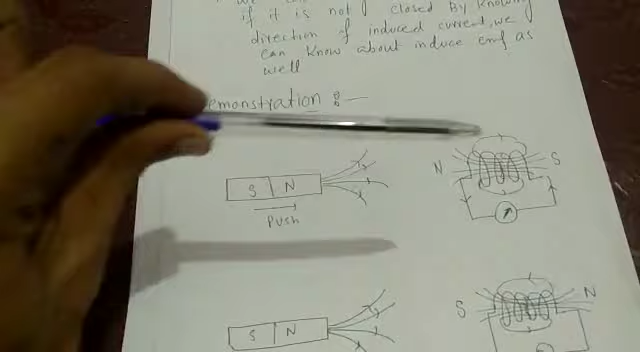 if it is not closed By knowing
direction of induced current, we
can know about induce emf as
well
emonstration :-
S N
PUSH
N S
S N
S N